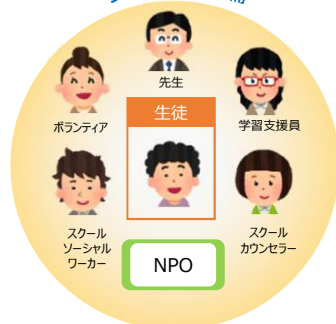 先生
ボランティア
生徒
学習支援員
スクール
ソーシャル
ワーカー
スクール
カウンセラー
NPO